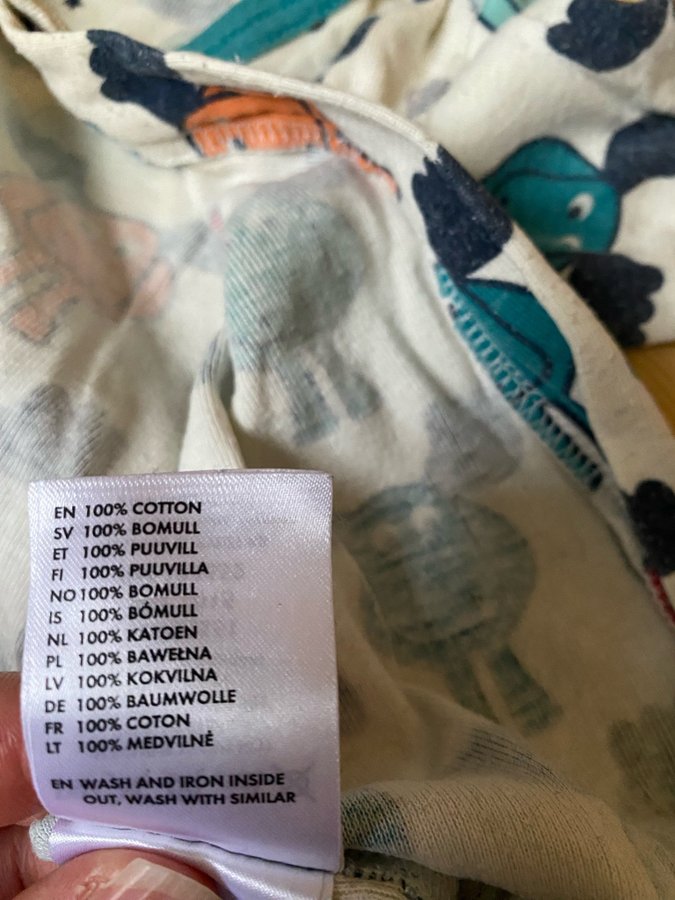 EN 100% COTTON
SV 100% BOMULL
ET 100% PUUVILL
FI 100% PUUVILLA
NO 100% BOMULL
IS 100% BÓMULL
NL 100% KATOEN
PL 100% BAWEŁNA
LV 100% KOKVILNA
DE 100% BAUMWOLLE
FR 100% COTON
LT 100% MEDVILNĖ
EN WASH AND IRON INSIDE
OUT, WASH WITH SIMILAR